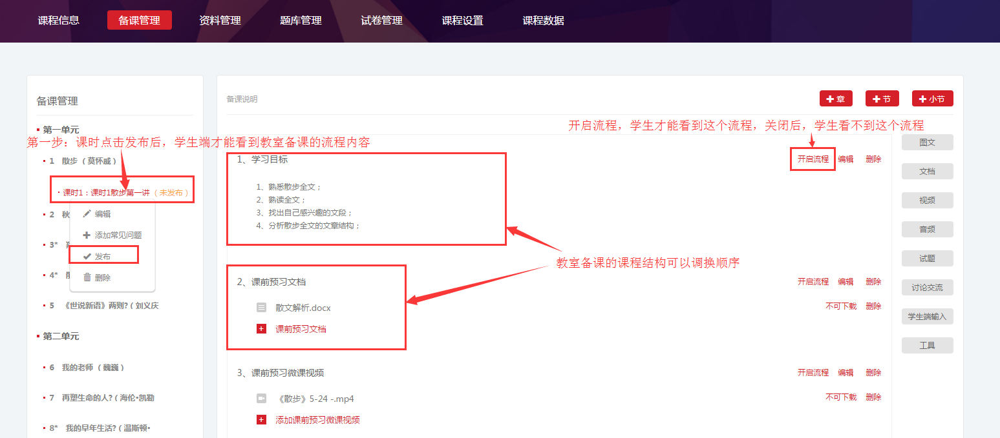 课程信息 备课管理 资料管理 题库管理 试卷管理 课程设置 课程数据
备课管理
第一单元
第一步：课时点击发布后，学生端才能看到教室备课的流程内容
1 散步（莫怀戚）
课时1：课时1散步第一讲（未发布）
编辑
添加常见问题
发布
删除
2 秋
3*
4* 散
5 《世说新语》两则?（刘义庆
第二单元
6 我的老师（魏巍）
7 再塑生命的人?（海伦•凯勒
8* 我的早年生活?（温斯顿•
备课说明
章 节 小节
开启流程，学生才能看到这个流程，关闭后，学生看不到这个流程
1、学习目标
开启流程 编辑 删除
1、熟悉散步全文；
2、熟读全文；
3、找出自己感兴趣的文段；
4、分析散步全文的文章结构；
教室备课的课程结构可以调换顺序
2、课前预习文档
开启流程 编辑 删除
散文解析.docx
不可下载 删除
课前预习文档
3、课前预习微课视频
开启流程 编辑 删除
《散步》5-24 -.mp4
不可下载 删除
添加课前预习微课视频
图文
文档
视频
音频
试题
讨论交流
学生端输入
工具